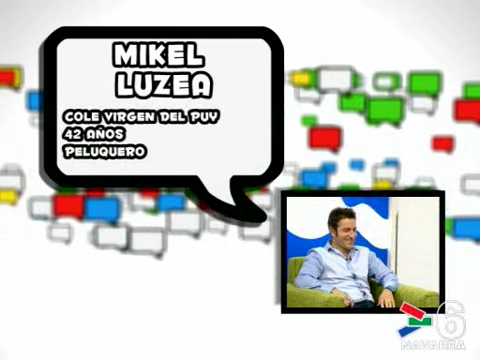 MIKEL
LUZEA
COLE VIRGEN DEL PUY
42 AÑOS
PELUQUERO
6
NAVARRA